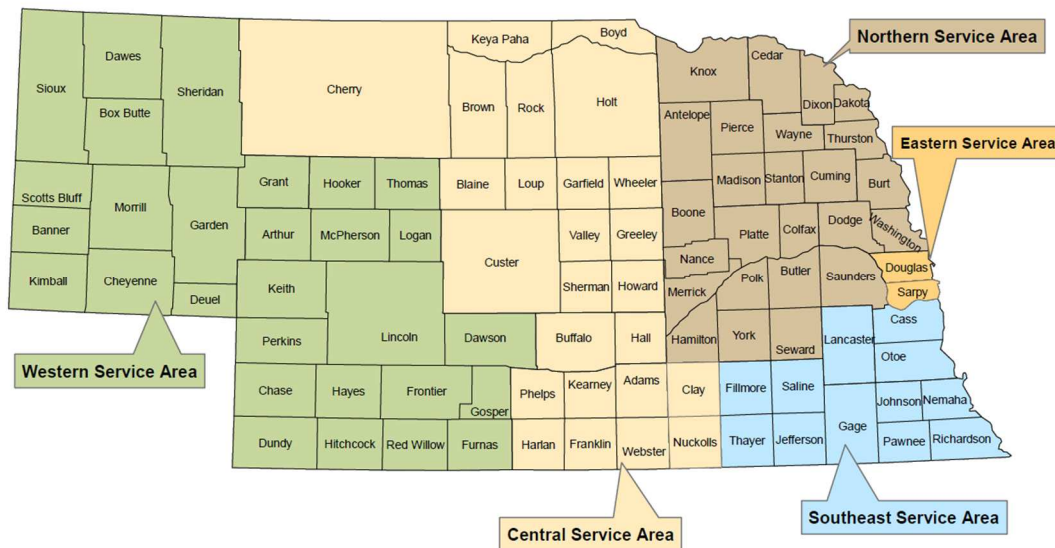 Northern Service Area
Eastern Service Area
Western Service Area
Central Service Area
Southeast Service Area
Sioux
Dawes
Box Butte
Sheridan
Scotts Bluff
Banner
Kimball
Morrill
Cheyenne
Garden
Deuel
Grant
Hooker
Thomas
Arthur
McPherson
Logan
Keith
Perkins
Lincoln
Dawson
Chase
Hayes
Frontier
Gosper
Dundy
Hitchcock
Red Willow
Furnas
Cherry
Keya Paha
Boyd
Brown
Rock
Holt
Blaine
Loup
Garfield
Wheeler
Custer
Valley
Greeley
Sherman
Howard
Buffalo
Hall
Phelps
Kearney
Adams
Clay
Harlan
Franklin
Webster
Nuckolls
Knox
Cedar
Dixon
Dakota
Antelope
Pierce
Wayne
Thurston
Madison
Stanton
Cuming
Burt
Boone
Platte
Colfax
Dodge
Washington
Nance
Merrick
Polk
Butler
Saunders
Hamilton
York
Seward
Douglas
Sarpy
Lancaster
Cass
Otoe
Fillmore
Saline
Johnson
Nemaha
Thayer
Jefferson
Gage
Pawnee
Richardson